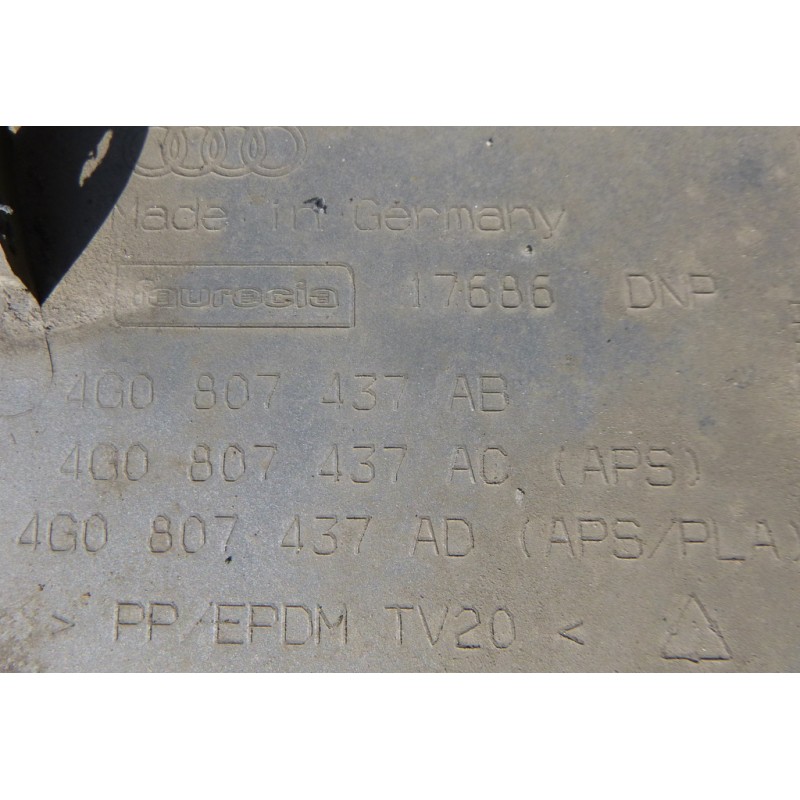 Made in Germany
faurecia 17686 DNP
4G0 807 437 AB
4G0 807 437 AC (APS)
4G0 807 437 AD (APS/PLA)
> PP/EPDM TV20 <